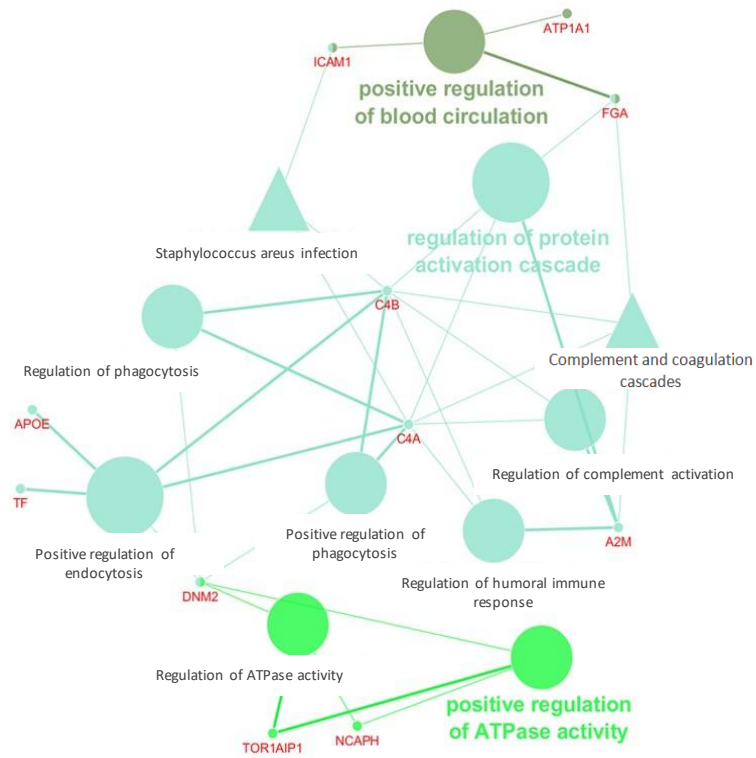 ATP1A1
ICAM1
positive regulation
of blood circulation
FGA
regulation of protein
activation cascade
Staphylococcus areus infection
C4B
Complement and coagulation
cascades
Regulation of phagocytosis
APOE
C4A
Regulation of complement activation
TF
Positive regulation of
phagocytosis
A2M
Positive regulation of
endocytosis
Regulation of humoral immune
response
DNM2
Regulation of ATPase activity
positive regulation
of ATPase activity
TOR1AIP1
NCAPH